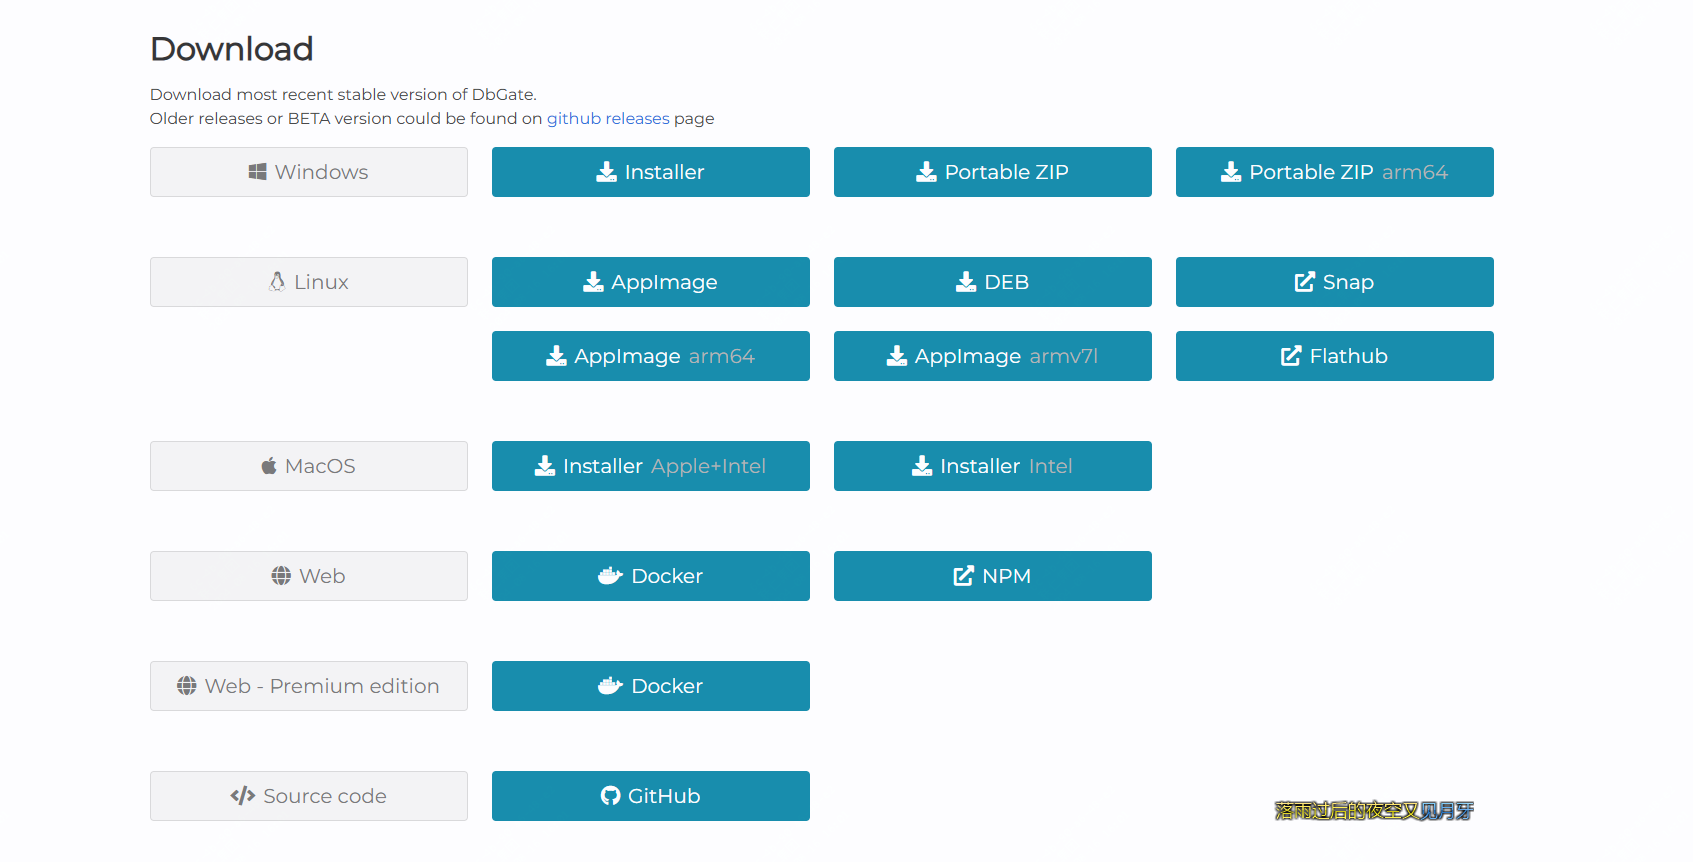 Download
Download most recent stable version of DbGate.
Older releases or BETA version could be found on github releases page
Windows
Installer
Portable ZIP
Portable ZIP arm64
Linux
AppImage
DEB
Snap
AppImage arm64
AppImage armv7l
Flathub
MacOS
Installer Apple+Intel
Installer Intel
Web
Docker
NPM
Web - Premium edition
Docker
Source code
GitHub
落雨过后的夜空又见月牙